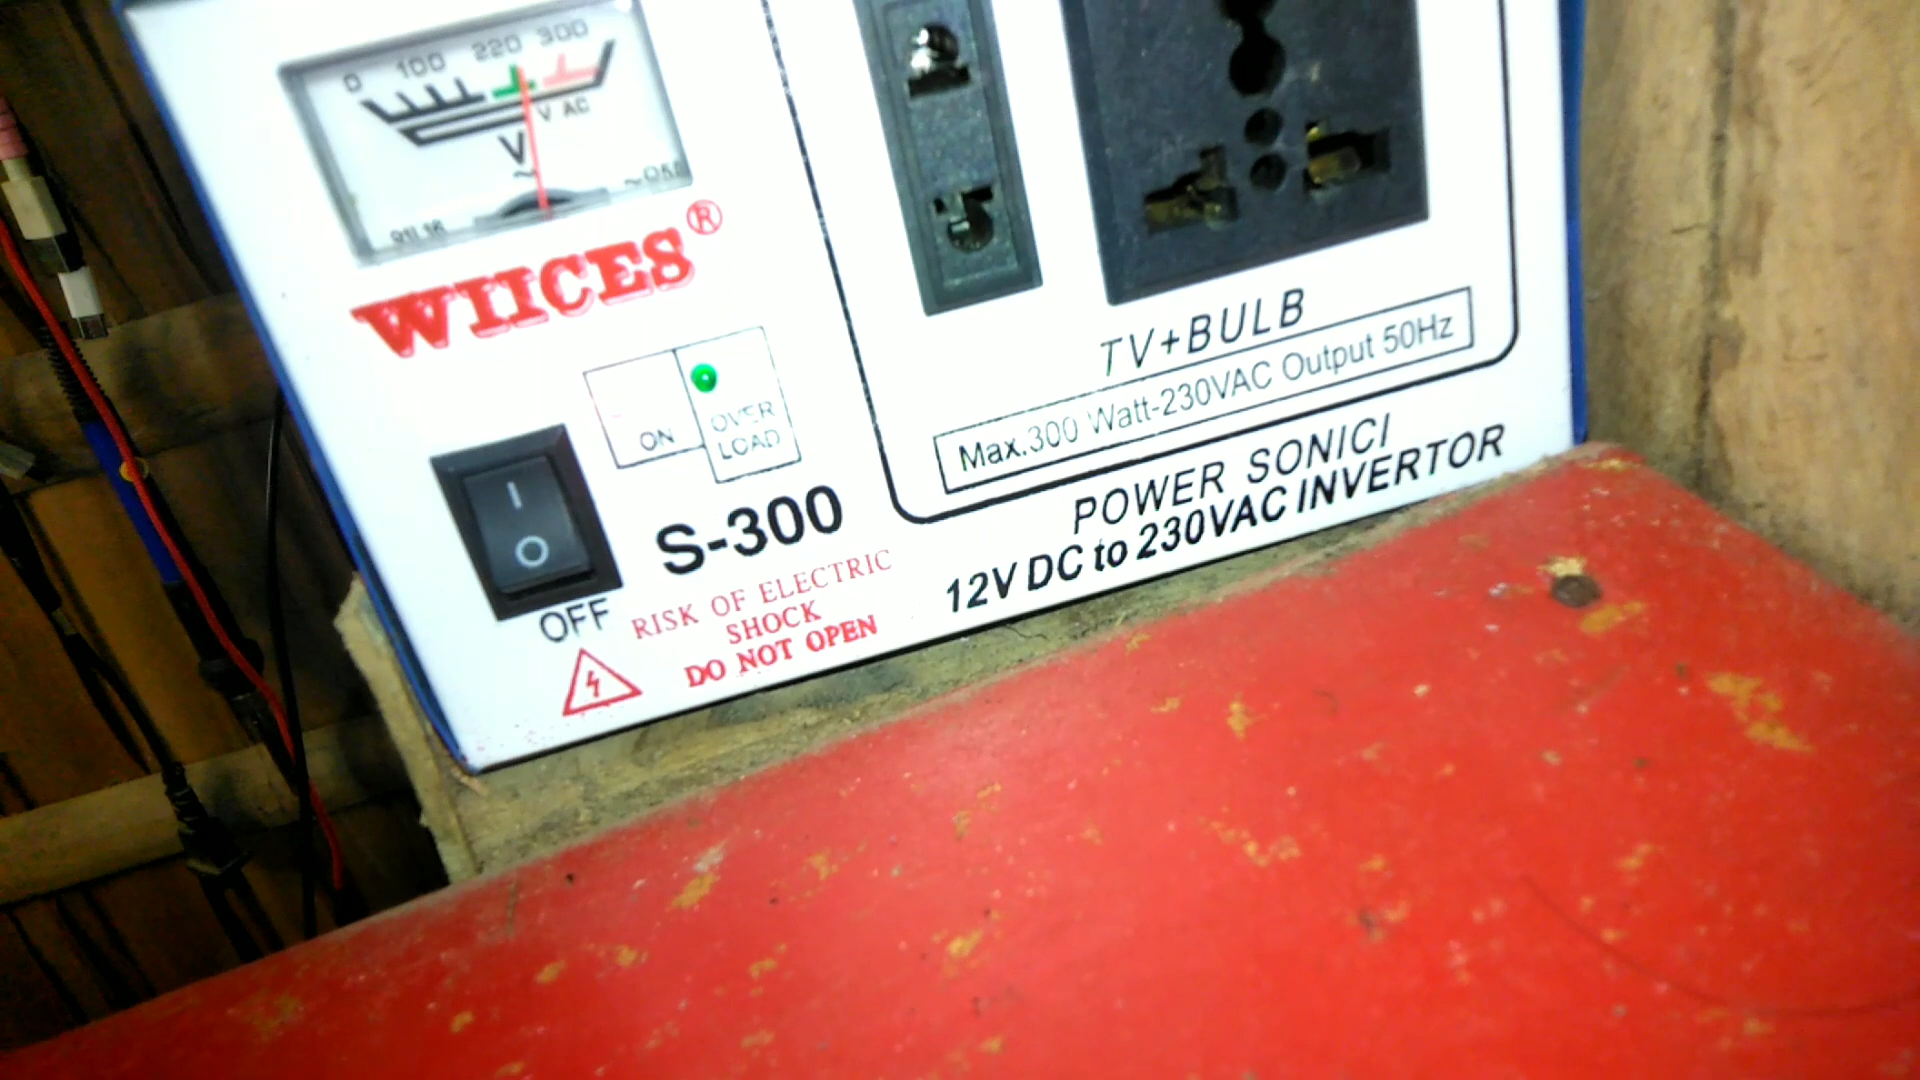 0 100 220 300
V AC
V
~
WIICES®
ON
OVER
LOAD
I
O
OFF
S-300
RISK OF ELECTRIC
SHOCK
DO NOT OPEN
TV+BULB
Max.300 Watt-230VAC Output 50Hz
POWER SONICI
12V DC to 230VAC INVERTOR